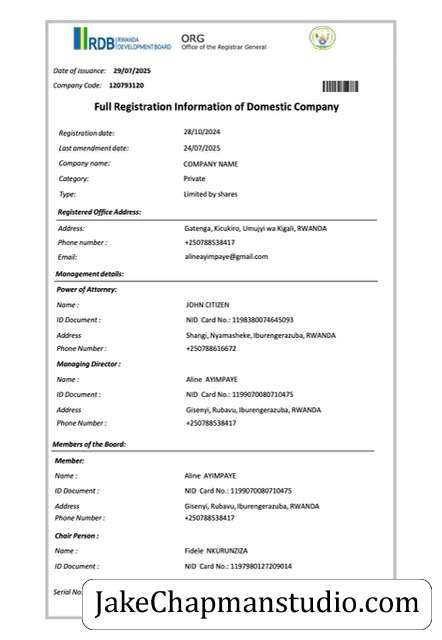 RDB RWANDA
DEVELOPMENT BOARD
ORG
Office of the Registrar General
Date of issuance: 29/07/2025
Company Code: 120793120
Full Registration Information of Domestic Company
Registration date: 28/10/2024
Last amendment date: 24/07/2025
Company name: COMPANY NAME
Category: Private
Type: Limited by shares
Registered Office Address:
Address: Gatenga, Kicukiro, Umujyi wa Kigali, RWANDA
Phone number : +250788538417
Email: alineayimpaye@gmail.com
Management details:
Power of Attorney:
Name : JOHN CITIZEN
ID Document : NID Card No.: 1198380074645093
Address Shangi, Nyamasheke, Iburengerazuba, RWANDA
Phone Number : +250788616672
Managing Director :
Name : Aline AYIMPAYE
ID Document : NID Card No.: 1199070080710475
Address Gisenyi, Rubavu, Iburengerazuba, RWANDA
Phone Number : +250788538417
Members of the Board:
Member:
Name : Aline AYIMPAYE
ID Document : NID Card No.: 1199070080710475
Address Gisenyi, Rubavu, Iburengerazuba, RWANDA
Phone Number : +250788538417
Chair Person :
Name : Fidele NKURUNZIZA
ID Document : NID Card No.: 1197980127209014
Serial No
JakeChapmanstudio.com